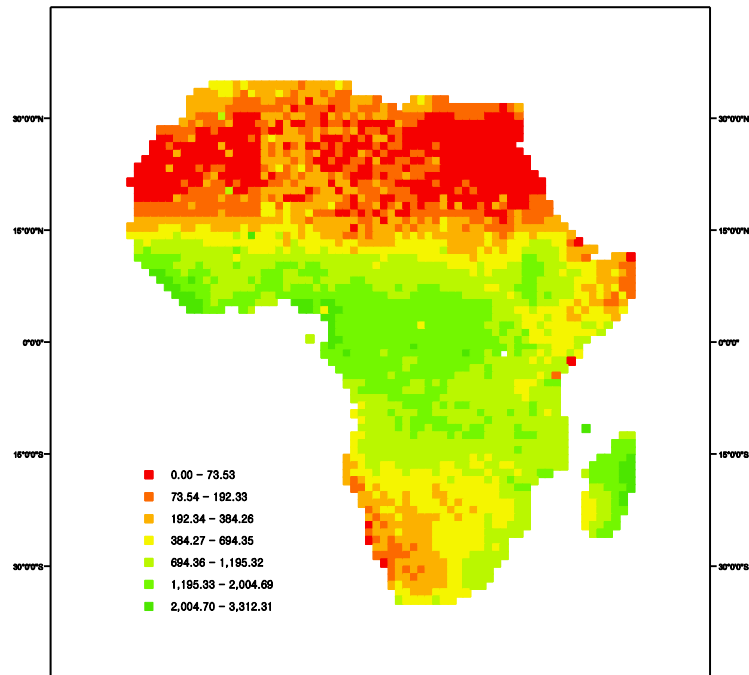 30°0'0"N 30°0'0"N
15°0'0"N 15°0'0"N
0°0'0" 0°0'0"
15°0'0"S 15°0'0"S
0.00 – 73.53
73.54 – 192.33
192.34 – 384.26
384.27 – 694.35
694.36 – 1,195.32
30°0'0"S 30°0'0"S
1,195.33 – 2,004.69
2,004.70 – 3,312.31